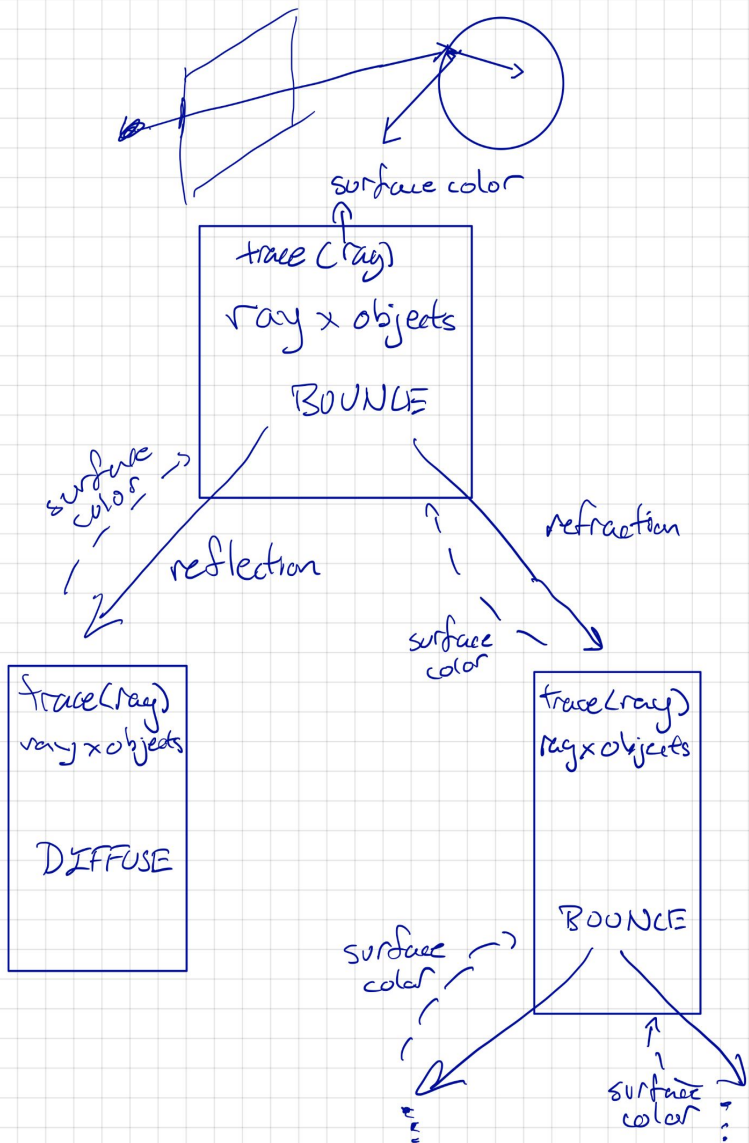 surface color
trace (ray)
ray x objects
BOUNCE
surface
color
reflection
refraction
surface
color
trace(ray)
ray x objects
DIFFUSE
trace(ray)
ray x objects
BOUNCE
surface
color
surface
color